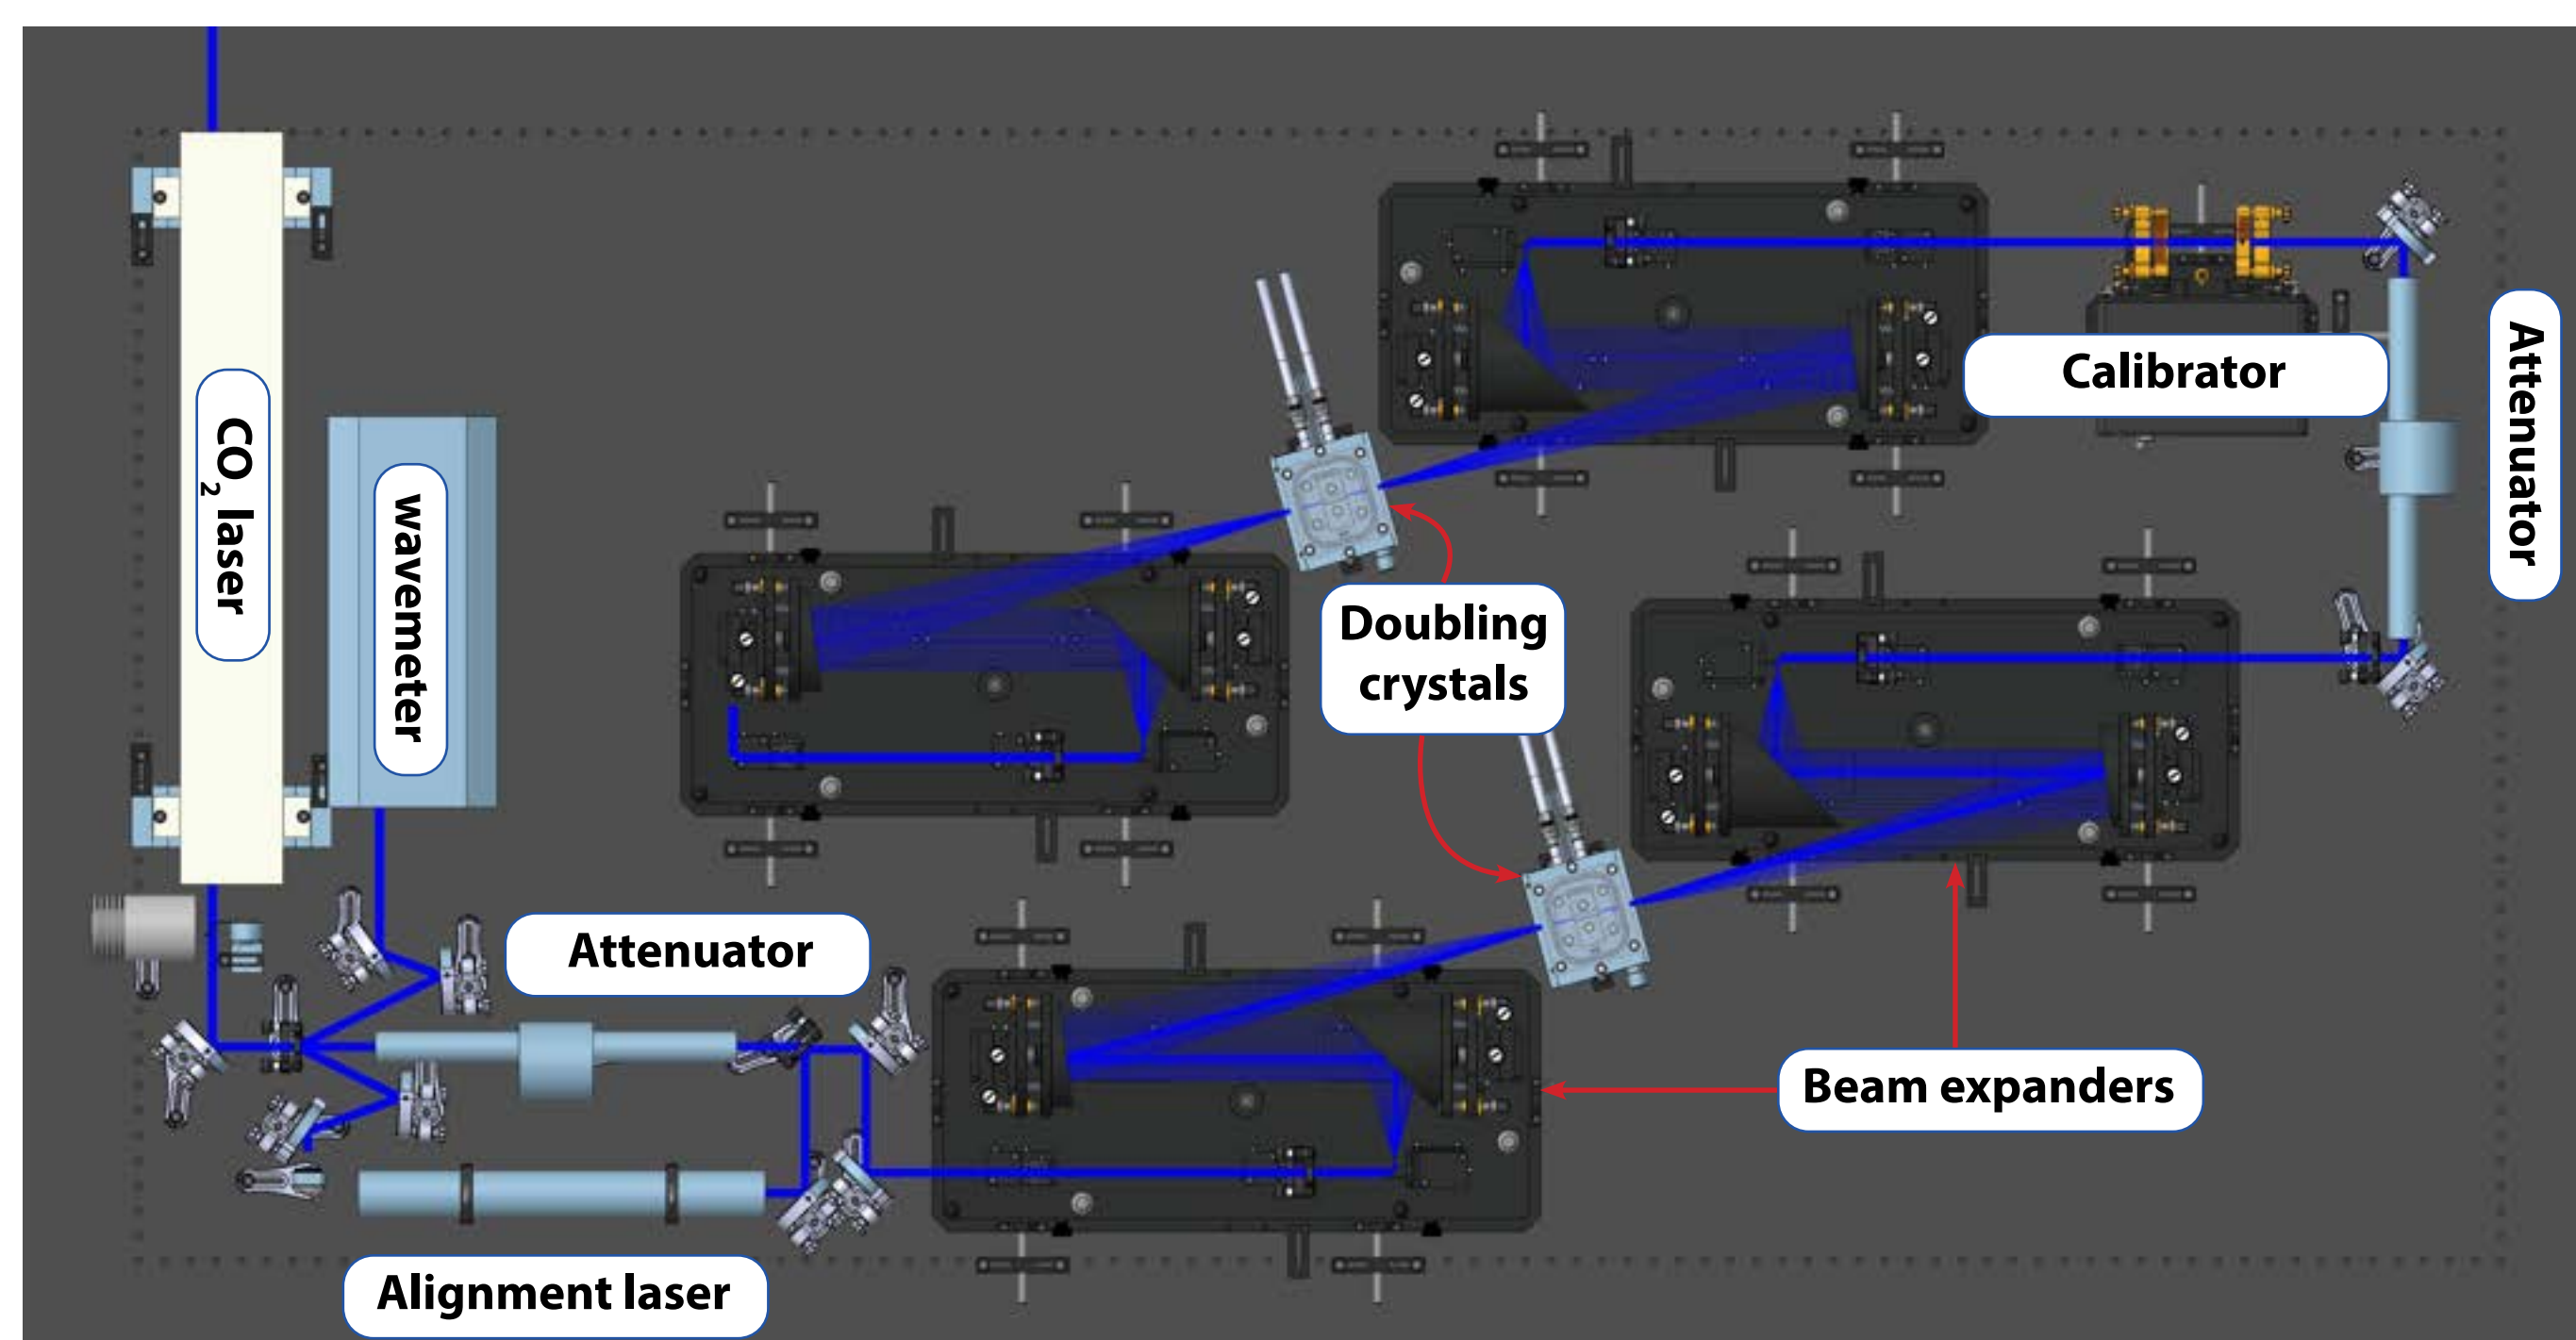 CO2 laser
wavemeter
Attenuator
Alignment laser
Doubling
crystals
Calibrator
Attenuator
Beam expanders